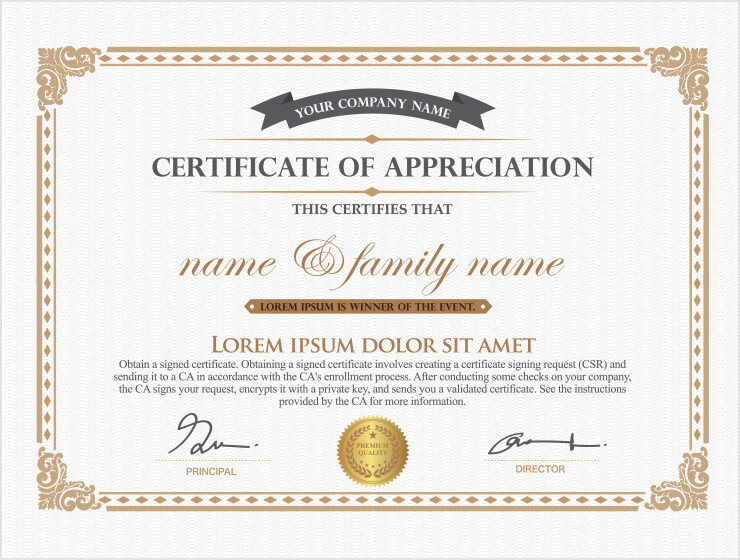 YOUR COMPANY NAME
CERTIFICATE OF APPRECIATION
THIS CERTIFIES THAT
name & family name
LOREM IPSUM IS WINNER OF THE EVENT.
LOREM IPSUM DOLOR SIT AMET
Obtain a signed certificate. Obtaining a signed certificate involves creating a certificate signing request (CSR) and
sending it to a CA in accordance with the CA's enrollment process. After conducting some checks on your company,
the CA signs your request, encrypts it with a private key, and sends you a validated certificate. See the instructions
provided by the CA for more information.
PREMIUM
QUALITY
PRINCIPAL
DIRECTOR